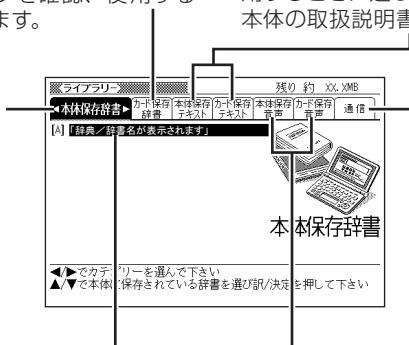 を確認、使用する
ます。
本体の取扱説明書
ライブラリー
残り 約 XX.XMB
◀本体保存辞書▶ カード保存辞書 本体保存テキスト カード保存テキスト 本体保存音声 カード保存音声 通信
[A]「辞典／辞書名が表示されます」
本体保存辞書
◀/▶でカテゴリーを選んで下さい
▲/▼で本体に保存されている辞書を選び訳/決定を押して下さい